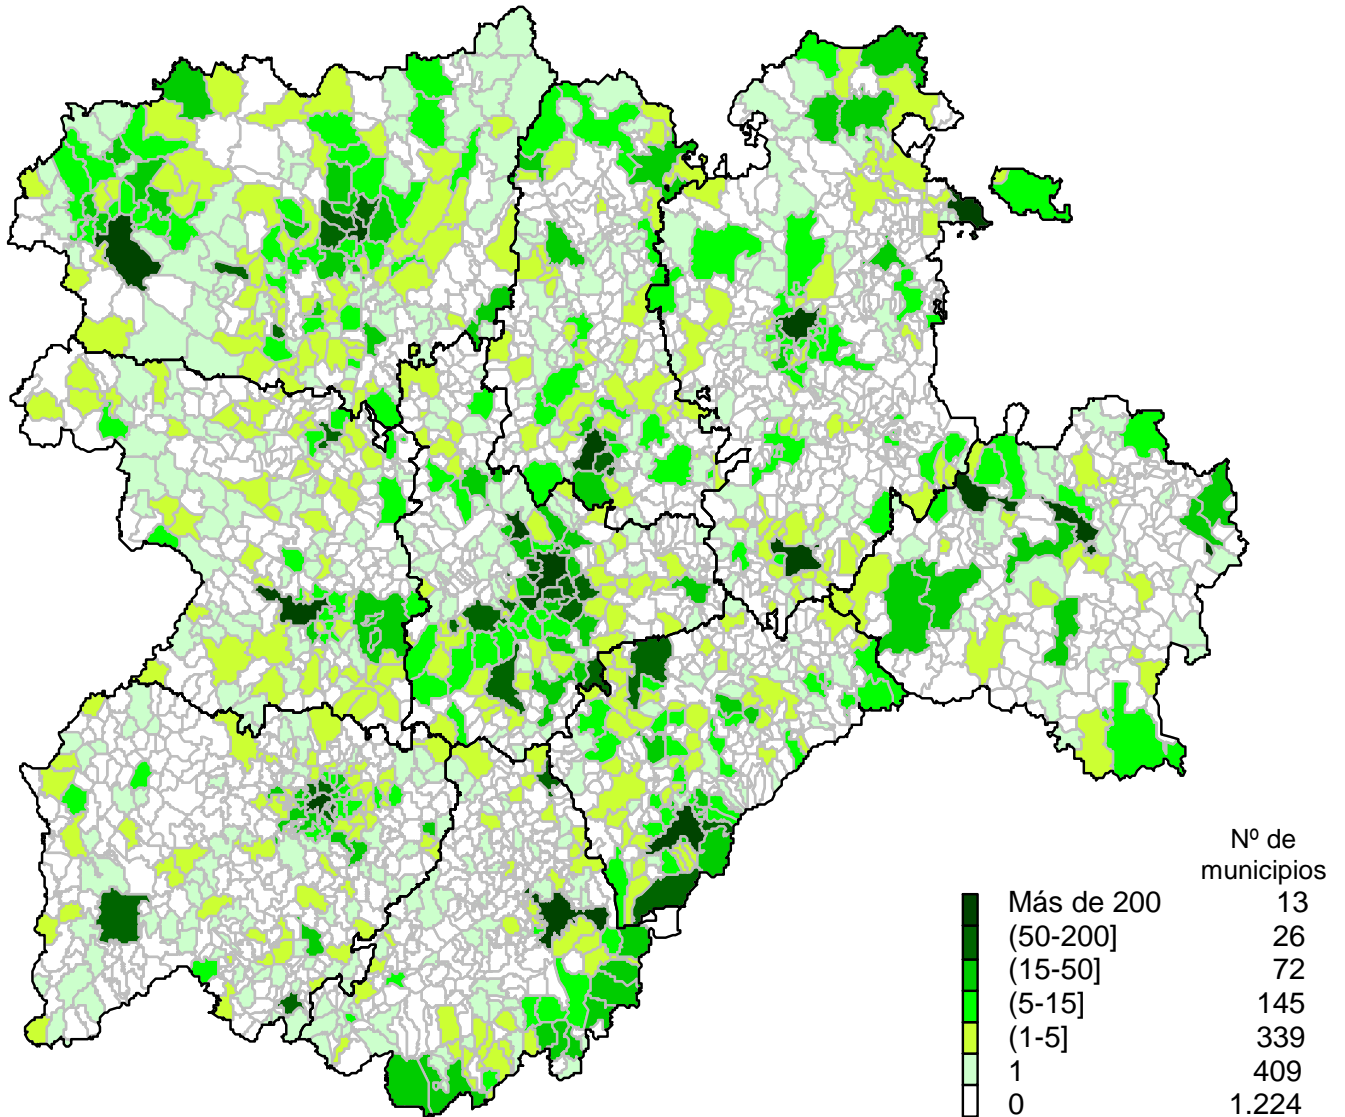 Nº de
municipios
Más de 200 13
(50-200] 26
(15-50] 72
(5-15] 145
(1-5] 339
1 409
0 1.224